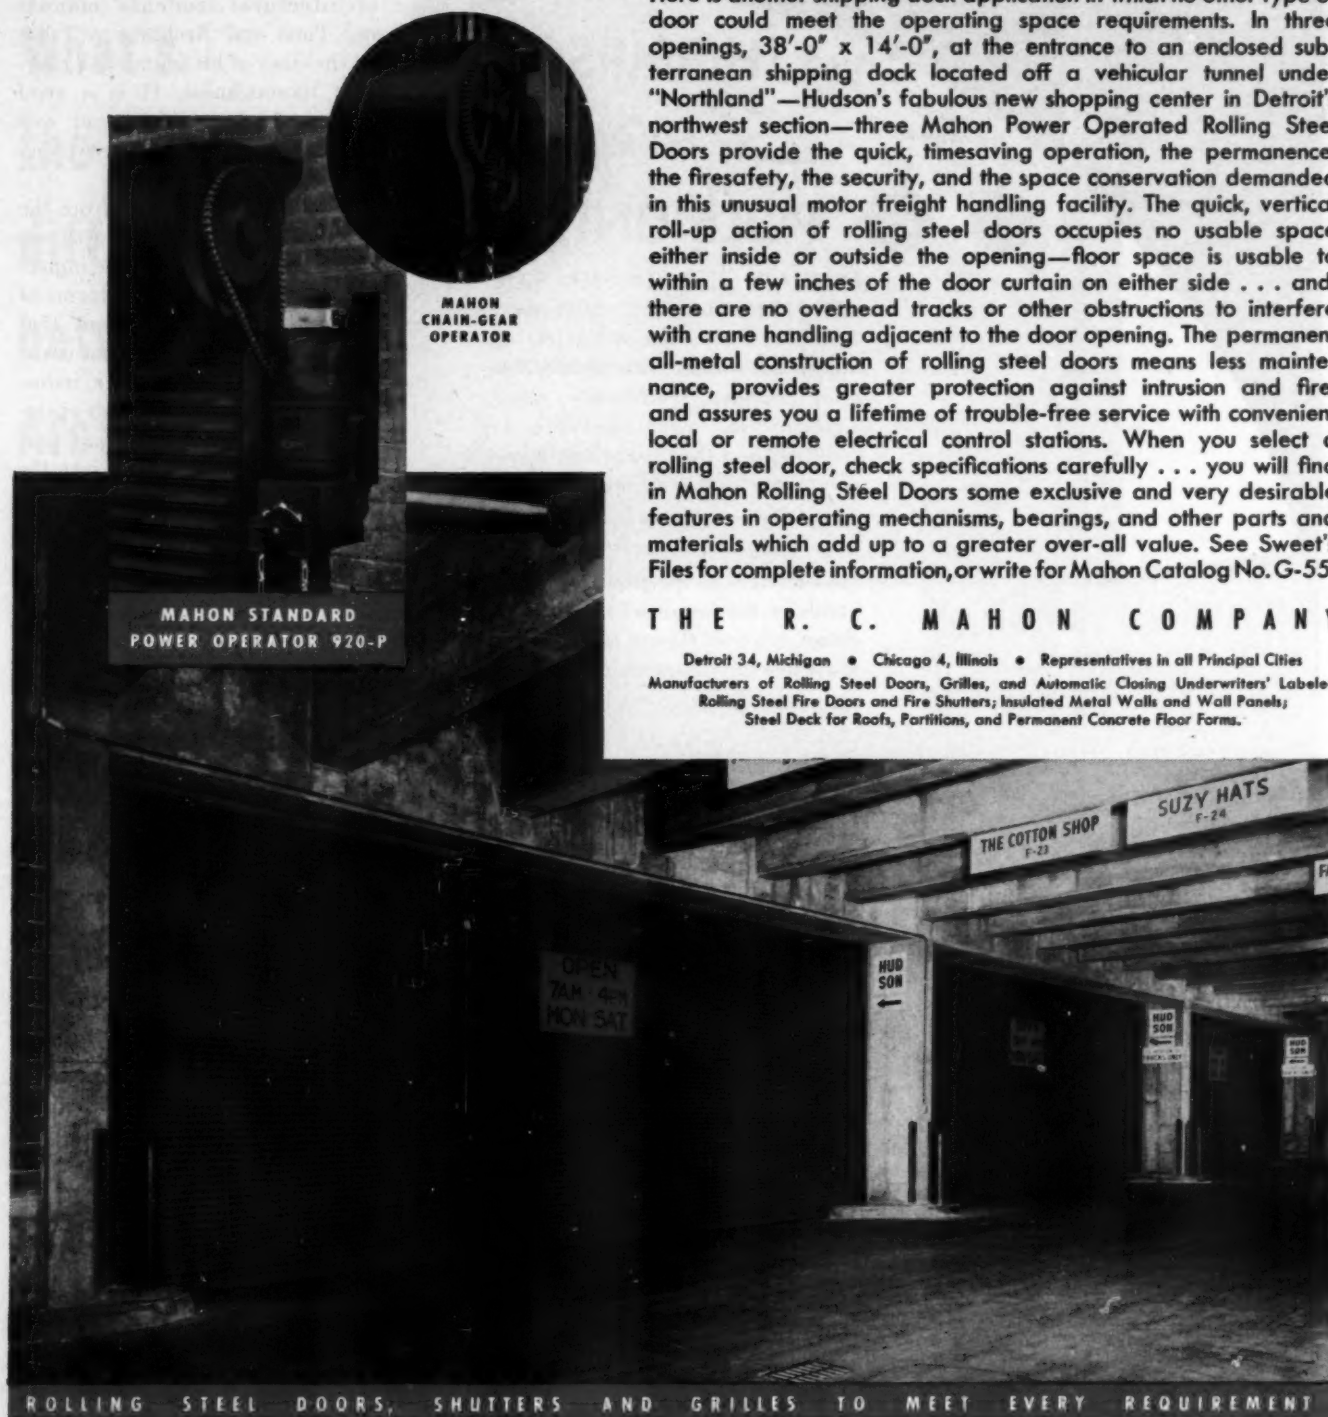 door could meet the operating space requirements. In three
openings, 38'-0" x 14'-0", at the entrance to an enclosed sub
terranean shipping dock located off a vehicular tunnel unde
"Northland"—Hudson's fabulous new shopping center in Detroit'
northwest section—three Mahon Power Operated Rolling Stee
Doors provide the quick, timesaving operation, the permanence
the firesafety, the security, and the space conservation demanded
in this unusual motor freight handling facility. The quick, vertica
roll-up action of rolling steel doors occupies no usable space
either inside or outside the opening—floor space is usable to
within a few inches of the door curtain on either side . . . and
there are no overhead tracks or other obstructions to interfere
with crane handling adjacent to the door opening. The permanen
all-metal construction of rolling steel doors means less mainte-
nance, provides greater protection against intrusion and fire
and assures you a lifetime of trouble-free service with convenien
local or remote electrical control stations. When you select a
rolling steel door, check specifications carefully . . . you will find
in Mahon Rolling Steel Doors some exclusive and very desirable
features in operating mechanisms, bearings, and other parts and
materials which add up to a greater over-all value. See Sweet'
Files for complete information, or write for Mahon Catalog No. G-55
THE R. C. MAHON COMPANY
Detroit 34, Michigan • Chicago 4, Illinois • Representatives in all Principal Cities
Manufacturers of Rolling Steel Doors, Grilles, and Automatic Closing Underwriters' Labele
Rolling Steel Fire Doors and Fire Shutters; Insulated Metal Walls and Wall Panels;
Steel Deck for Roofs, Partitions, and Permanent Concrete Floor Forms.
MAHON
CHAIN-GEAR
OPERATOR
MAHON STANDARD
POWER OPERATOR 920-P
SUZY HATS
F-24
THE COTTON SHOP
F-23
OPEN
7AM - 4PM
MON SAT
HUD
SON
HUD
SON
TRUCKS ONLY
HUD
SON
ROLLING STEEL DOORS, SHUTTERS AND GRILLES TO MEET EVERY REQUIREMENT